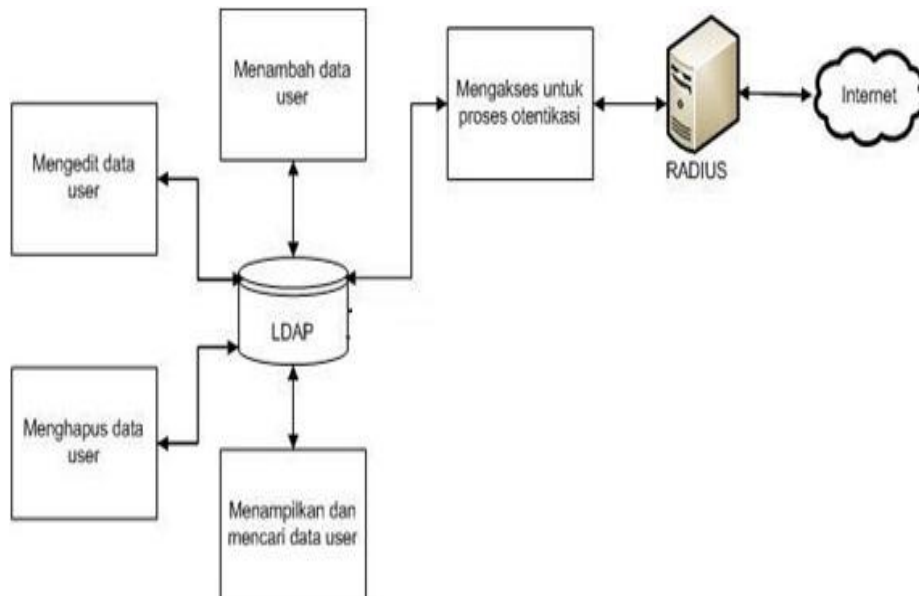 Menambah data
user
Mengakses untuk
proses otentikasi
Internet
RADIUS
Mengedit data
user
LDAP
Menghapus data
user
Menampilkan dan
mencari data user